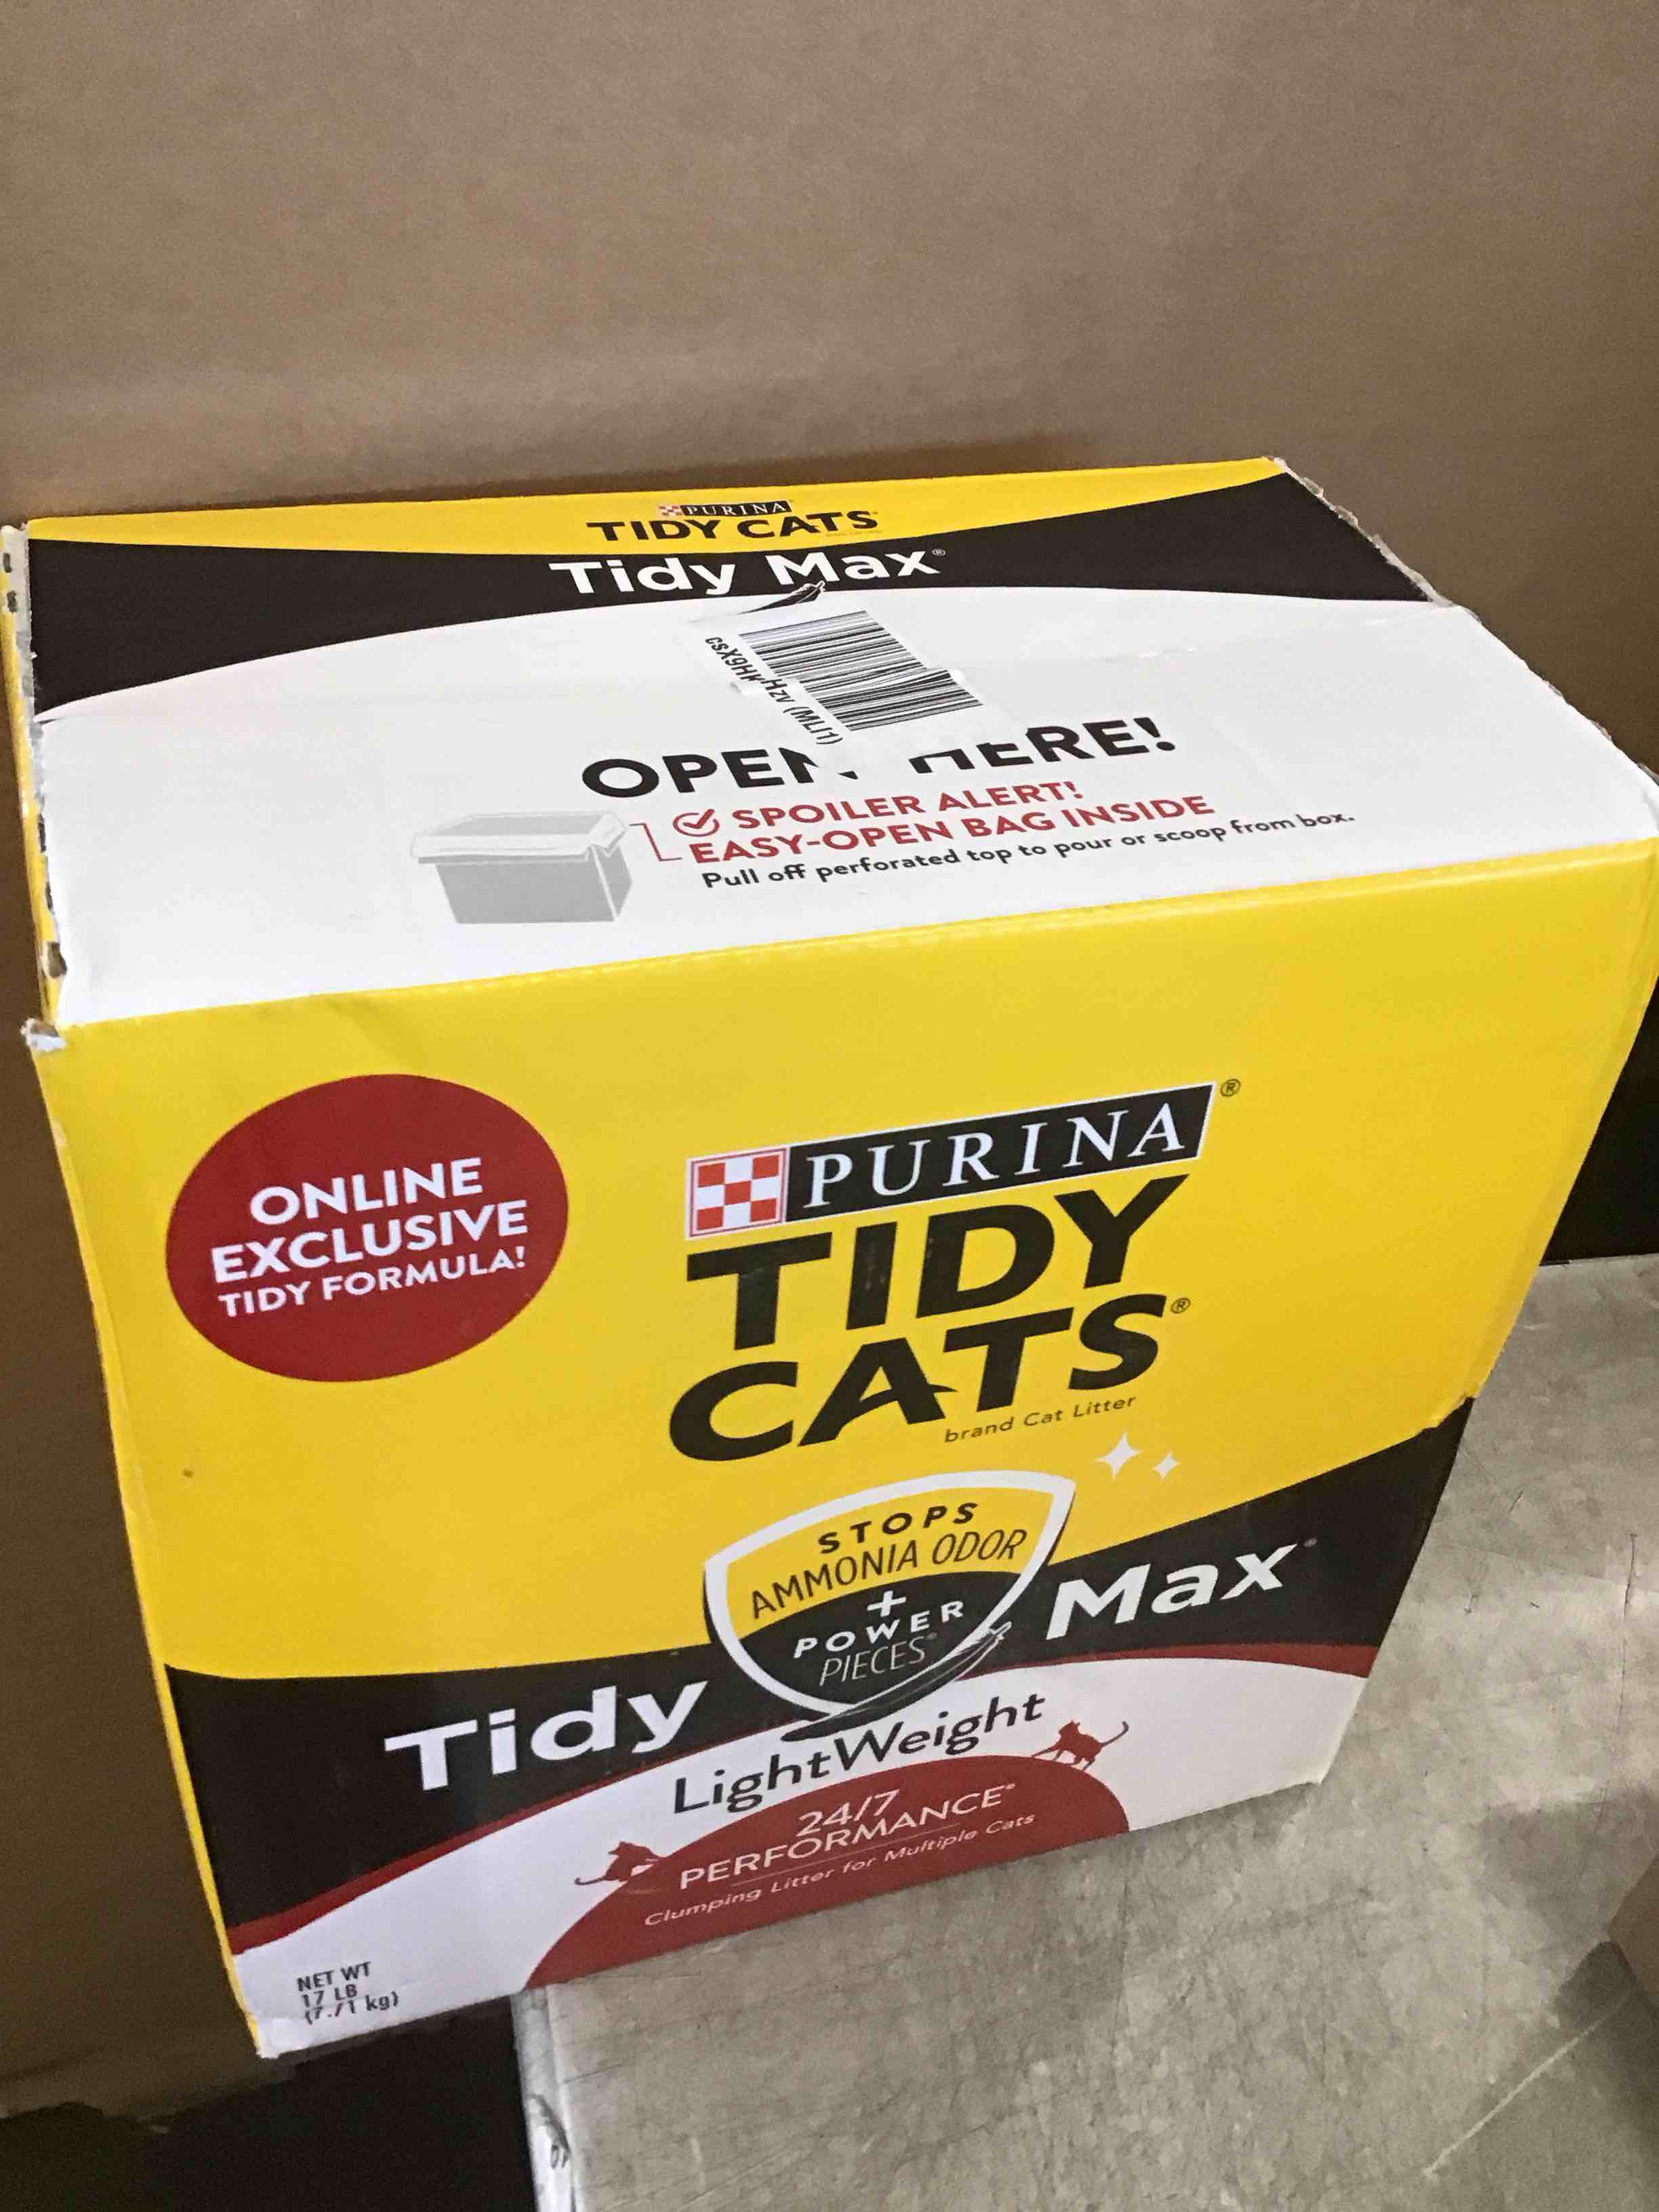 PURINA
TIDY CATS®
Tidy Max®
(MLI1)
OPEN HERE!
SPOILER ALERT!
EASY-OPEN BAG INSIDE
Pull off perforated top to pour or scoop from box.
ONLINE
EXCLUSIVE
TIDY FORMULA!
PURINA®
TIDY
CATS®
brand Cat Litter
STOPS
AMMONIA ODOR
+
POWER
PIECES®
Tidy Max®
LightWeight
24/7
PERFORMANCE®
Clumping Litter for Multiple Cats
NET WT
17 LB
(7.71 kg)